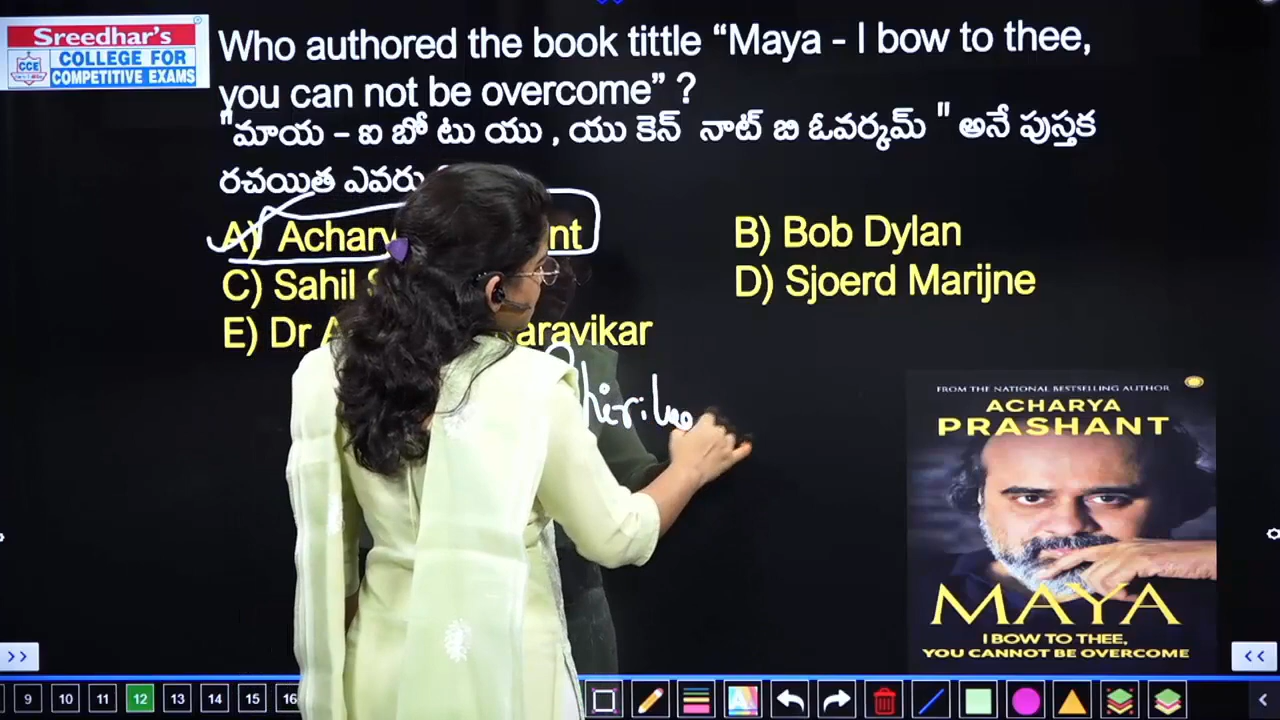 Sreedhar's
CCE
COLLEGE FOR
COMPETITIVE EXAMS
Who authored the book tittle “Maya - I bow to thee,
you can not be overcome” ?
"మాయ – ఐ బో టు యు , యు కెన్ నాట్ బి ఓవర్కమ్ " అనే పుస్తక
రచయిత ఎవరు
A) Achary nt
B) Bob Dylan
C) Sahil S
D) Sjoerd Marijne
E) Dr A aravikar
FROM THE NATIONAL BESTSELLING AUTHOR
ACHARYA
PRASHANT
MAYA
I BOW TO THEE,
YOU CANNOT BE OVERCOME
>> <<
9 10 11 12 13 14 15 16